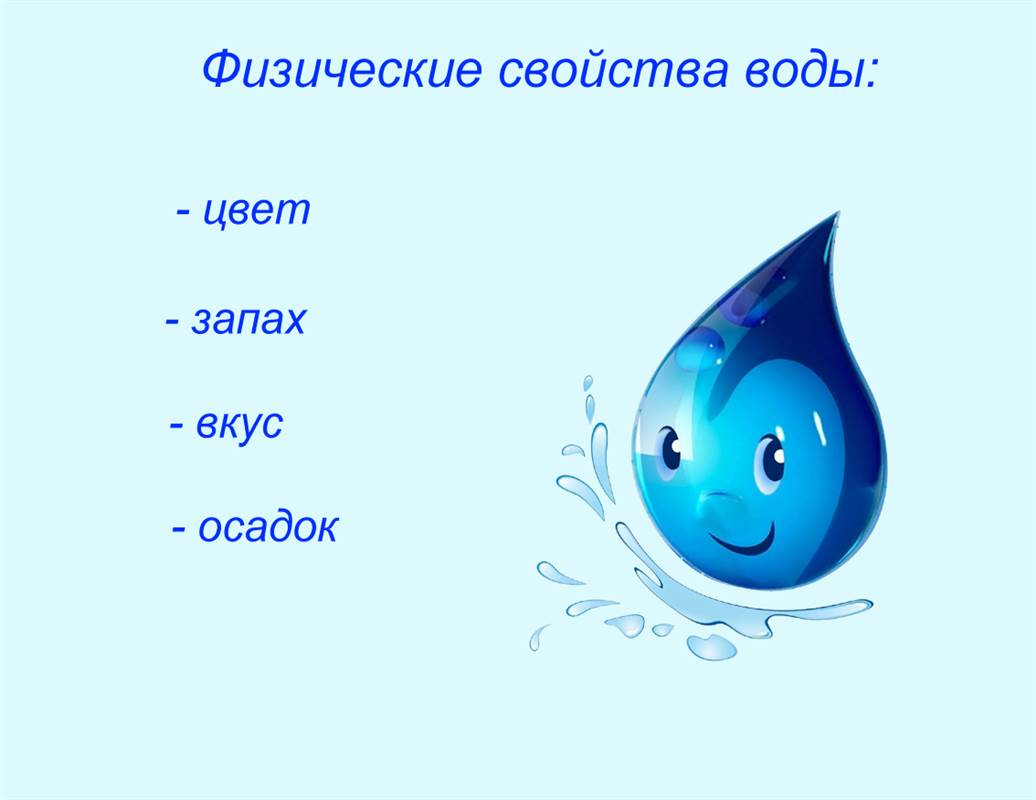 Физические свойства воды:
- цвет
- запах
- вкус
- осадок